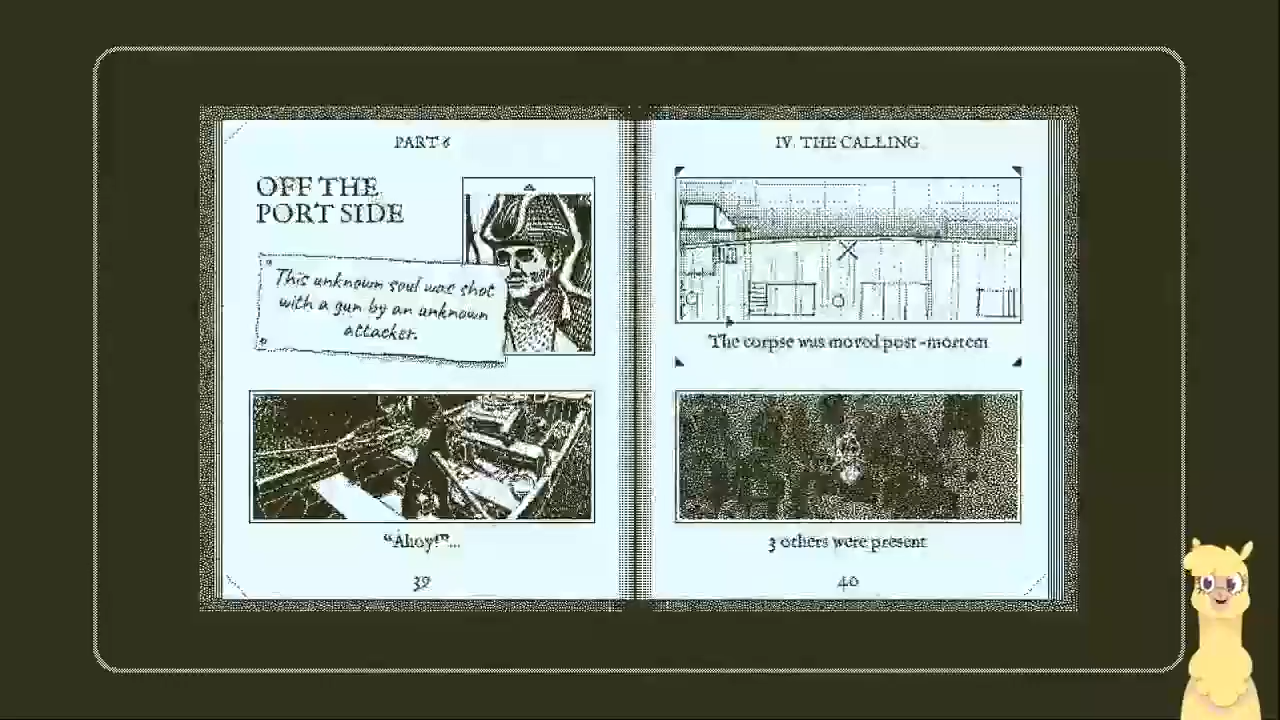 PART 6
OFF THE
PORT SIDE
This unknown soul was shot
with a gun by an unknown
attacker.
"Ahoy!"...
39
IV. THE CALLING
The corpse was moved post-mortem
3 others were present
40